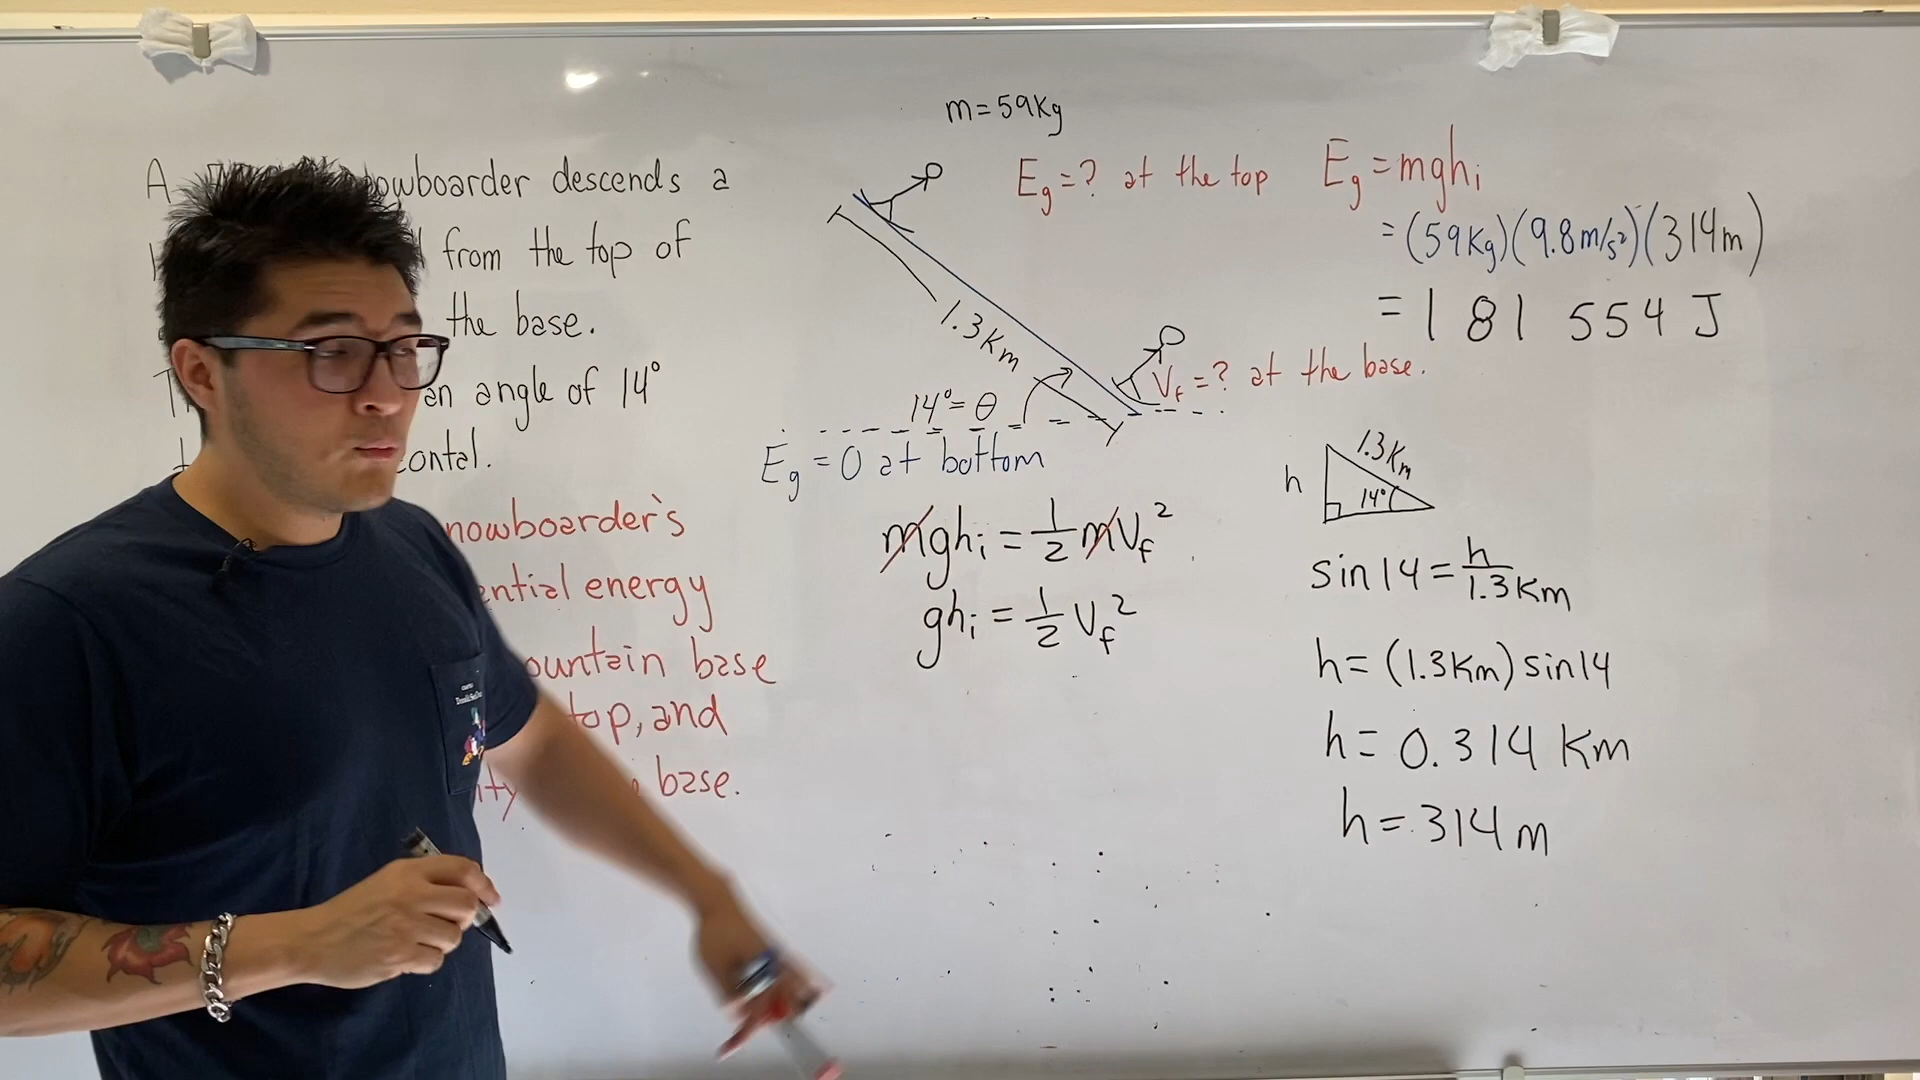 A snowboarder descends a
from the top of
the base.
an angle of 14°
nowboarder's
ential energy
ountain base
top, and
ity base.
m = 59Kg
1.3 Km
14° = θ
Eg = 0 at bottom
Eg = ? at the top
Vf = ? at the base.
mghi = 1/2 mVf²
ghi = 1/2 Vf²
Eg = mghi
= (59Kg)(9.8m/s²)(314m)
= 181 554 J
h
1.3Km
14°
sin14 = h/1.3Km
h = (1.3Km) sin14
h = 0.314 Km
h = 314 m